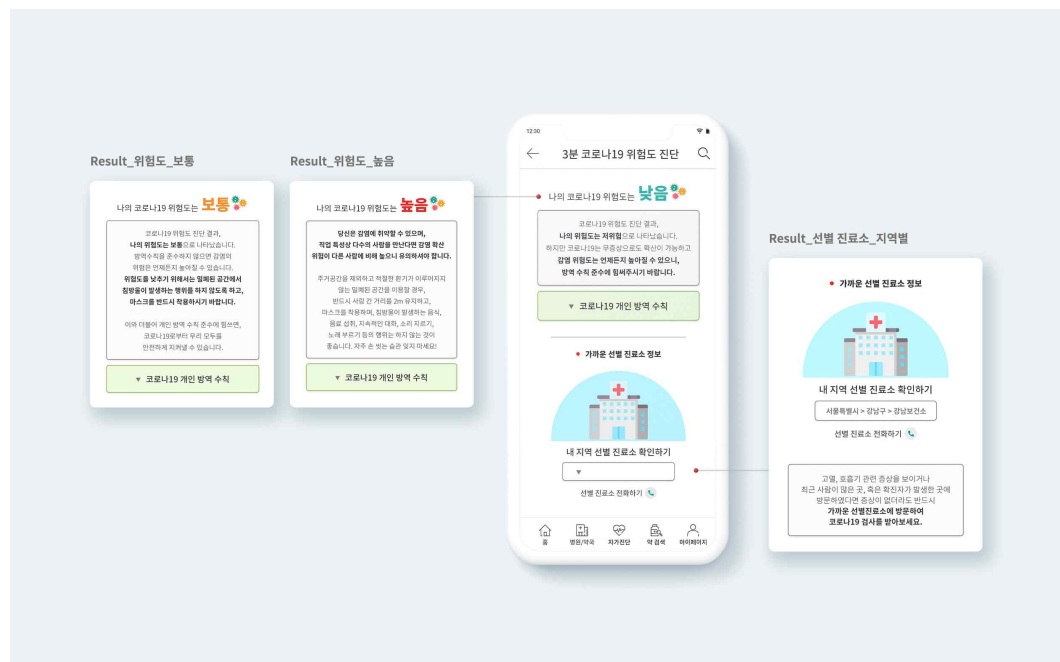 Result_위험도_보통
나의 코로나19 위험도는 보통
코로나19 위험도 진단 결과,
나의 위험도는 보통으로 나타났습니다.
방역수칙을 준수하지 않으면 감염의
위험은 언제든지 높아질 수 있습니다.
위험도를 낮추기 위해서는 밀폐된 공간에서
침방울이 발생하는 행위를 하지 않도록 하고,
마스크를 반드시 착용하시기 바랍니다.
이와 더불어 개인 방역 수칙 준수에 힘쓰면,
코로나19로부터 우리 모두를
안전하게 지켜낼 수 있습니다.
▼ 코로나19 개인 방역 수칙
Result_위험도_높음
나의 코로나19 위험도는 높음
당신은 감염에 취약할 수 있으며,
직업 특성상 다수의 사람을 만난다면 감염 확산
위험이 다른 사람에 비해 높으니 유의하셔야 합니다.
주거공간을 제외하고 적절한 환기가 이루어지지
않는 밀폐된 공간을 이용할 경우,
반드시 사람 간 거리를 2m 유지하고,
마스크를 착용하며, 침방울이 발생하는 음식,
음료 섭취, 지속적인 대화, 소리 지르기,
노래 부르기 등의 행위는 하지 않는 것이
좋습니다. 자주 손 씻는 습관 잊지 마세요!
▼ 코로나19 개인 방역 수칙
12:30
3분 코로나19 위험도 진단
나의 코로나19 위험도는 낮음
코로나19 위험도 진단 결과,
나의 위험도는 저위험으로 나타났습니다.
하지만 코로나19는 무증상으로도 확산이 가능하고
감염 위험도는 언제든지 높아질 수 있으니,
방역 수칙 준수에 힘써주시기 바랍니다.
▼ 코로나19 개인 방역 수칙
가까운 선별 진료소 정보
내 지역 선별 진료소 확인하기
▼
선별 진료소 전화하기
홈 병원/약국 자가진단 약 검색 마이페이지
Result_선별 진료소_지역별
가까운 선별 진료소 정보
내 지역 선별 진료소 확인하기
서울특별시 > 강남구 > 강남보건소
선별 진료소 전화하기
고열, 호흡기 관련 증상을 보이거나
최근 사람이 많은 곳, 혹은 확진자가 발생한 곳에
방문하였다면 증상이 없더라도 반드시
가까운 선별진료소에 방문하여
코로나19 검사를 받아보세요.